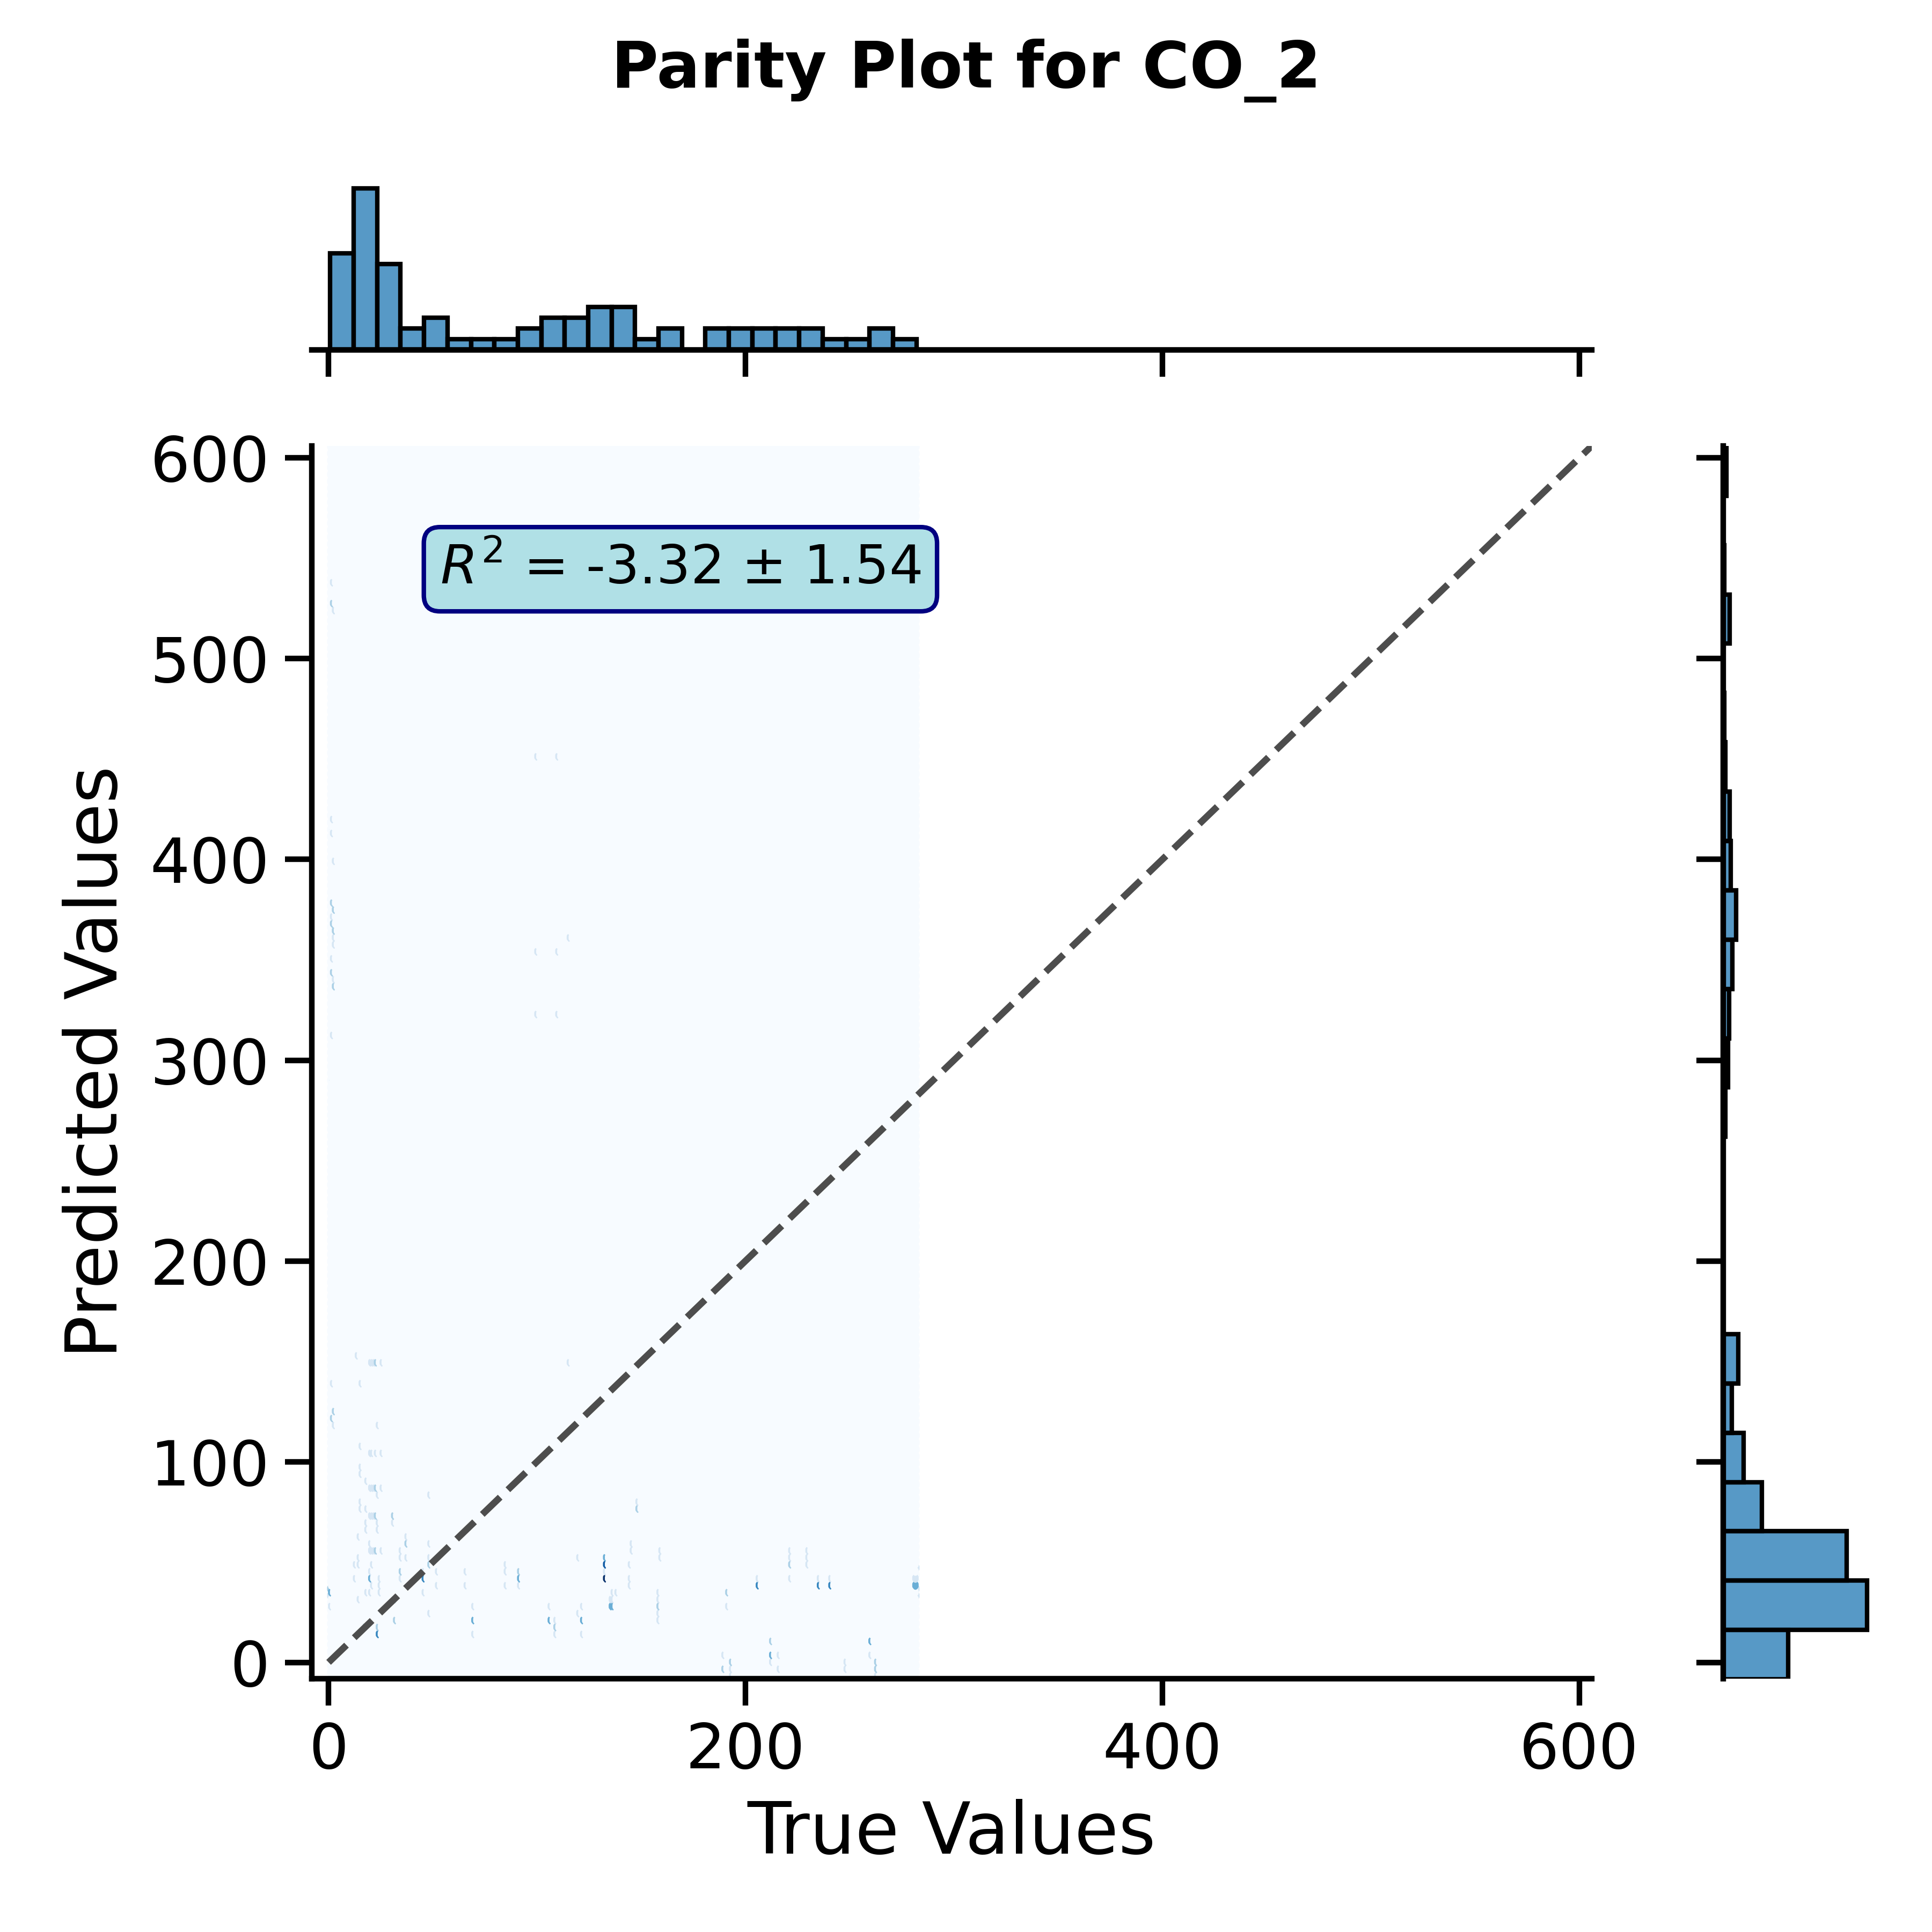 Parity Plot for CO_2
R² = -3.32 ± 1.54
Predicted Values
600
500
400
300
200
100
0
0 200 400 600
True Values